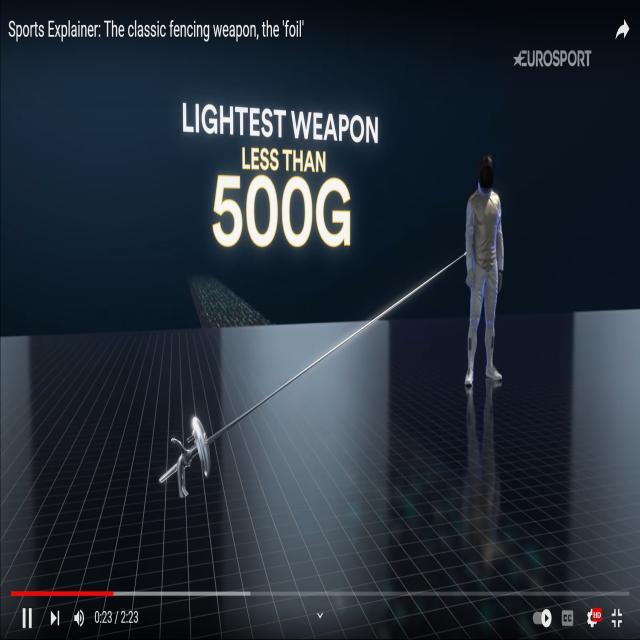 Sports Explainer: The classic fencing weapon, the 'foil'
EUROSPORT
LIGHTEST WEAPON
LESS THAN
500G
0:23 / 2:23
CC
HD